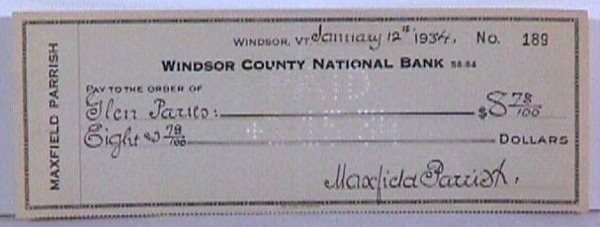 MAXFIELD PARRISH
WINDSOR, VT. January 12th 1934. No. 189
WINDSOR COUNTY NATIONAL BANK 58-84
PAY TO THE ORDER OF
Glen $8 78/100
Eight & 78/100 DOLLARS
Maxfield Parrish.